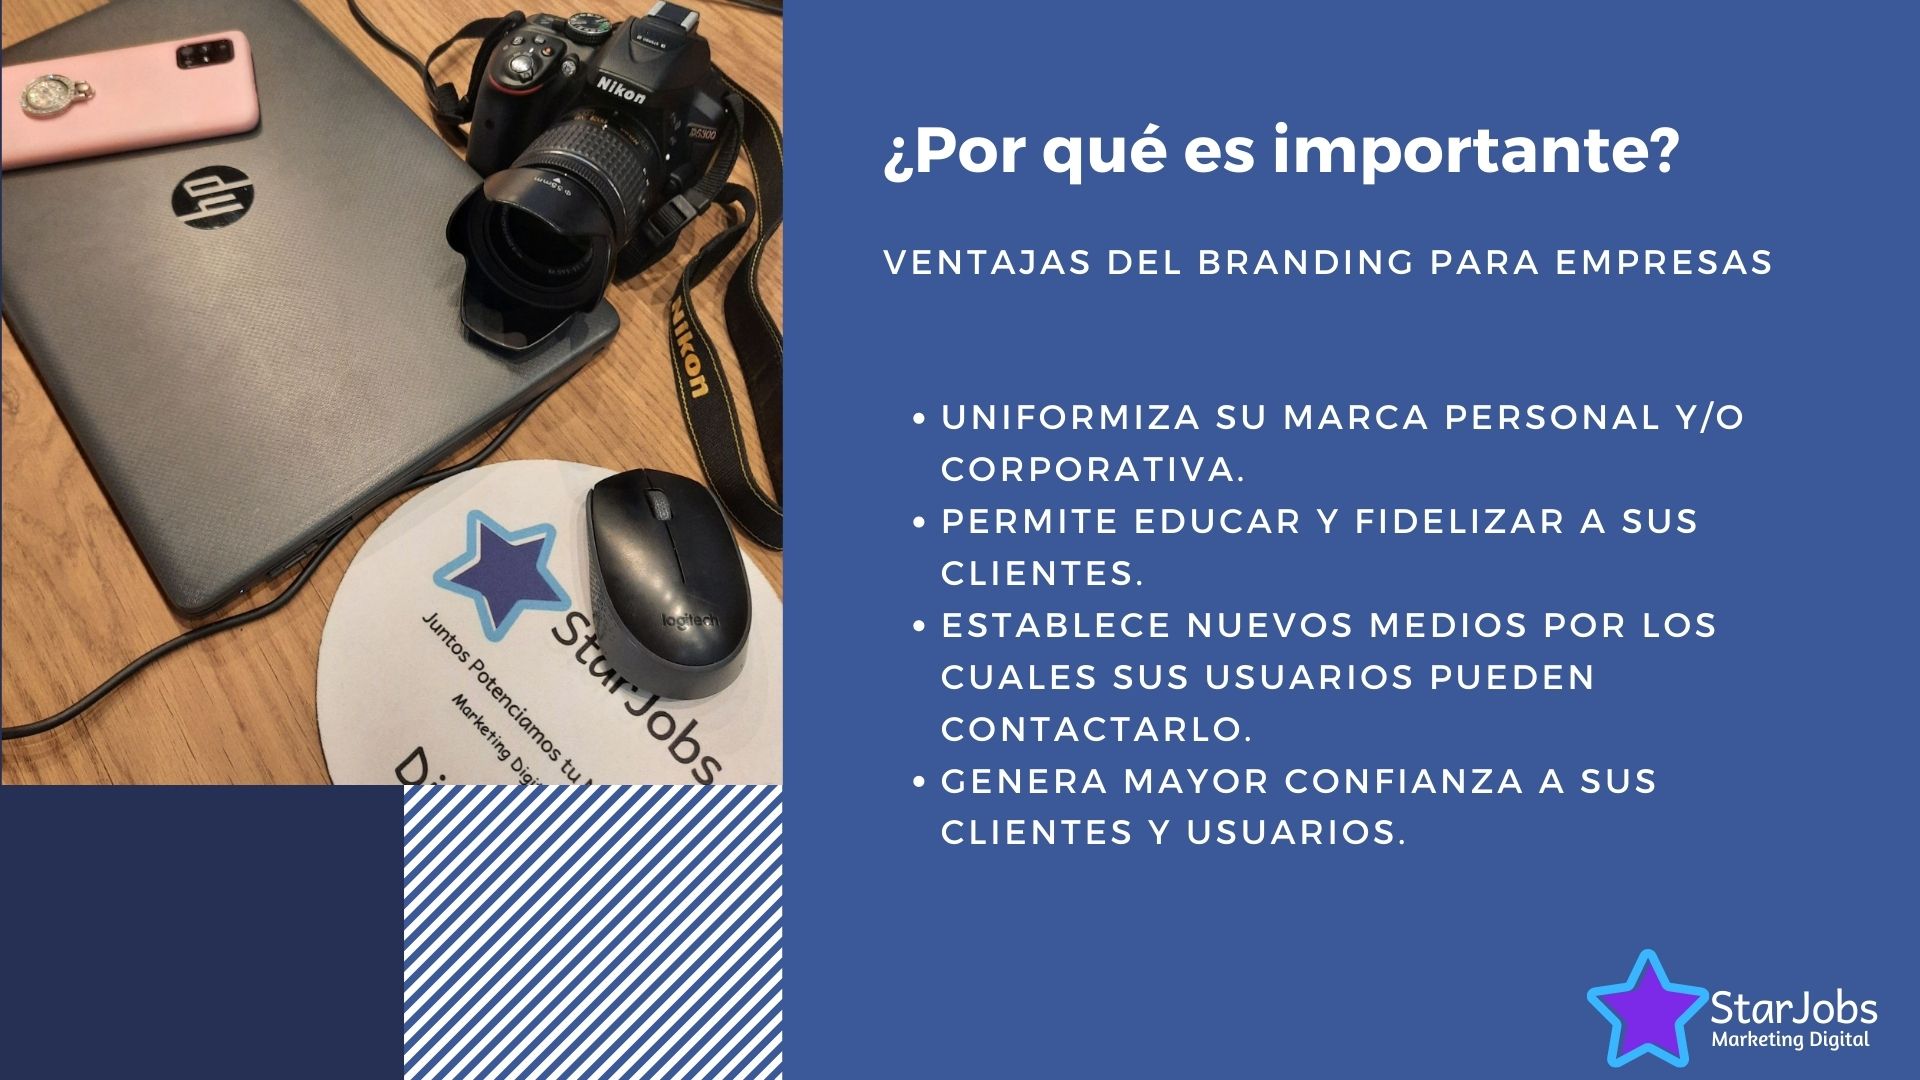 ¿Por qué es importante?
VENTAJAS DEL BRANDING PARA EMPRESAS
• UNIFORMIZA SU MARCA PERSONAL Y/O
CORPORATIVA.
• PERMITE EDUCAR Y FIDELIZAR A SUS
CLIENTES.
• ESTABLECE NUEVOS MEDIOS POR LOS
CUALES SUS USUARIOS PUEDEN
CONTACTARLO.
• GENERA MAYOR CONFIANZA A SUS
CLIENTES Y USUARIOS.
StarJobs
Marketing Digital
hp
Nikon
D5300
Nikon
logitech
StarJobs
Juntos Potenciamos tu
Marketing